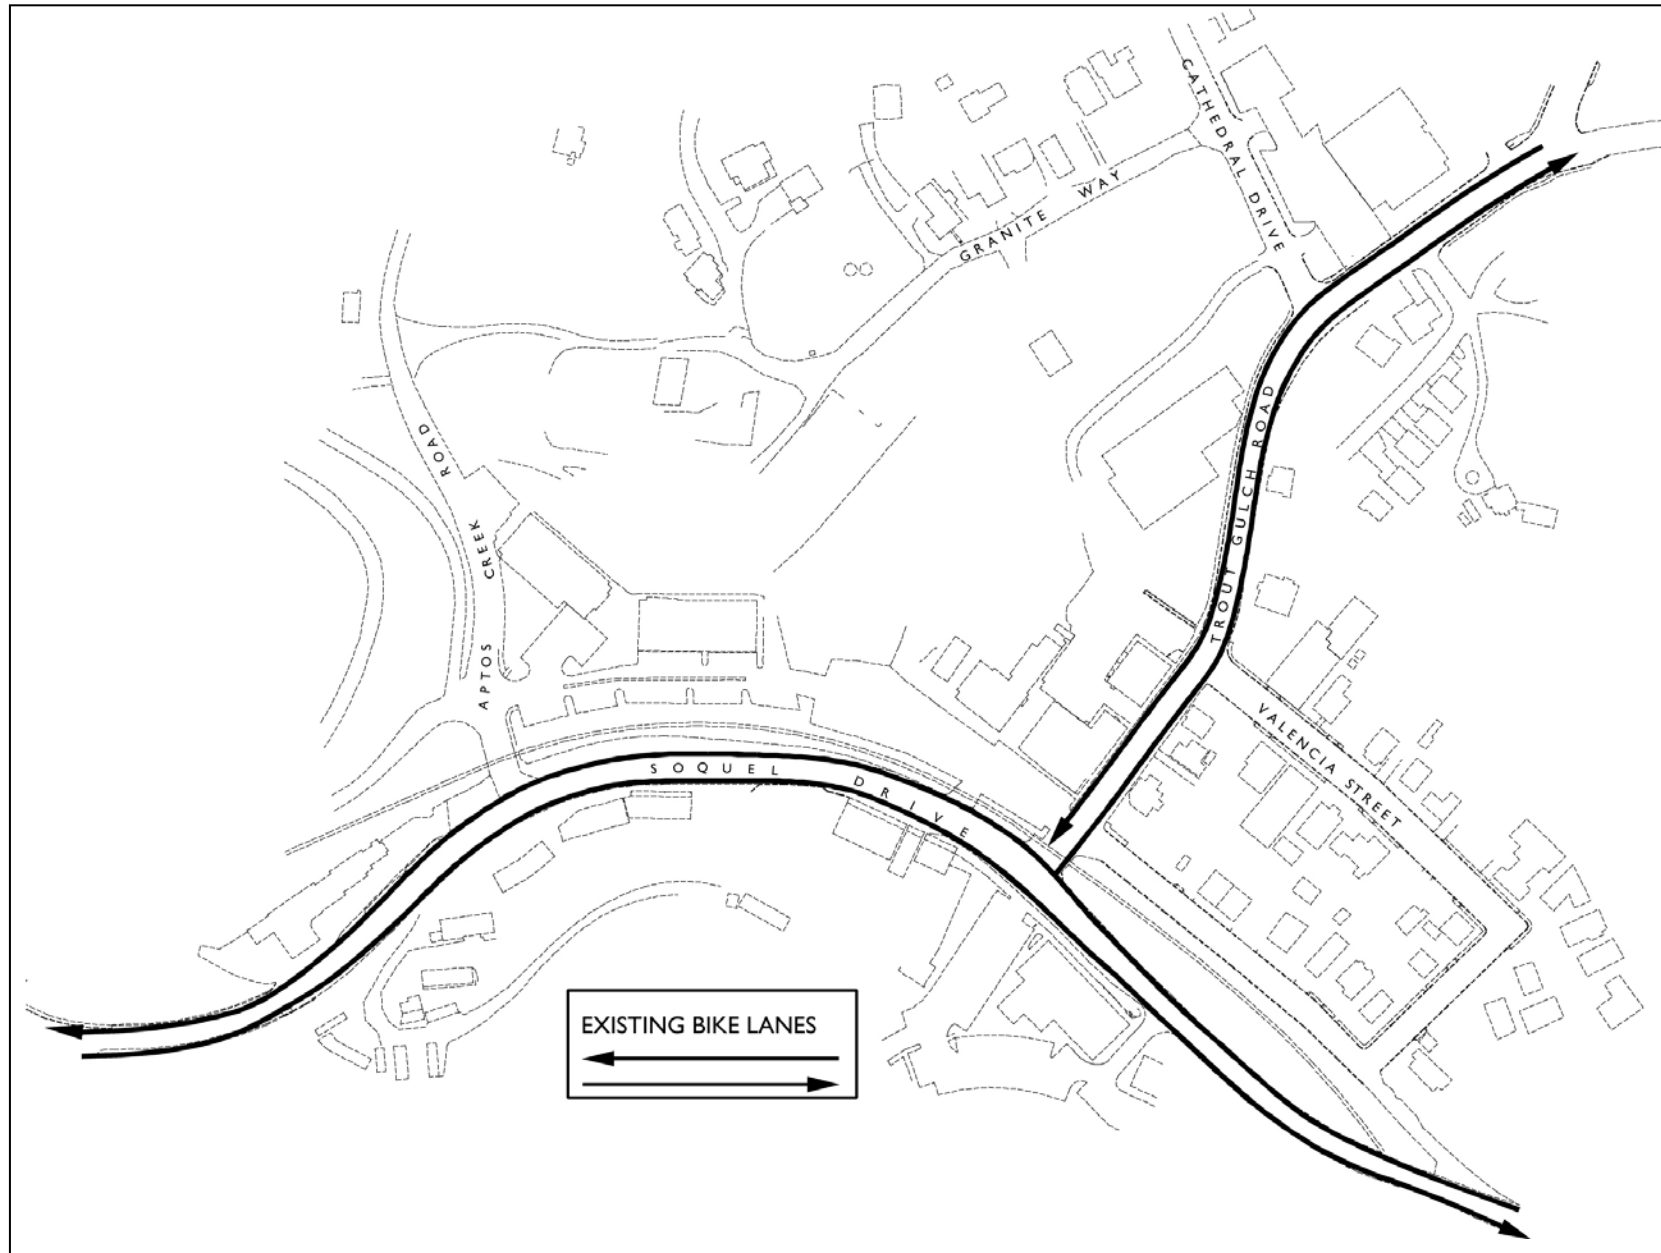 CATHEDRAL DRIVE
GRANITE WAY
APTOS CREEK ROAD
TROUT GULCH ROAD
VALENCIA STREET
SOQUEL DRIVE
EXISTING BIKE LANES